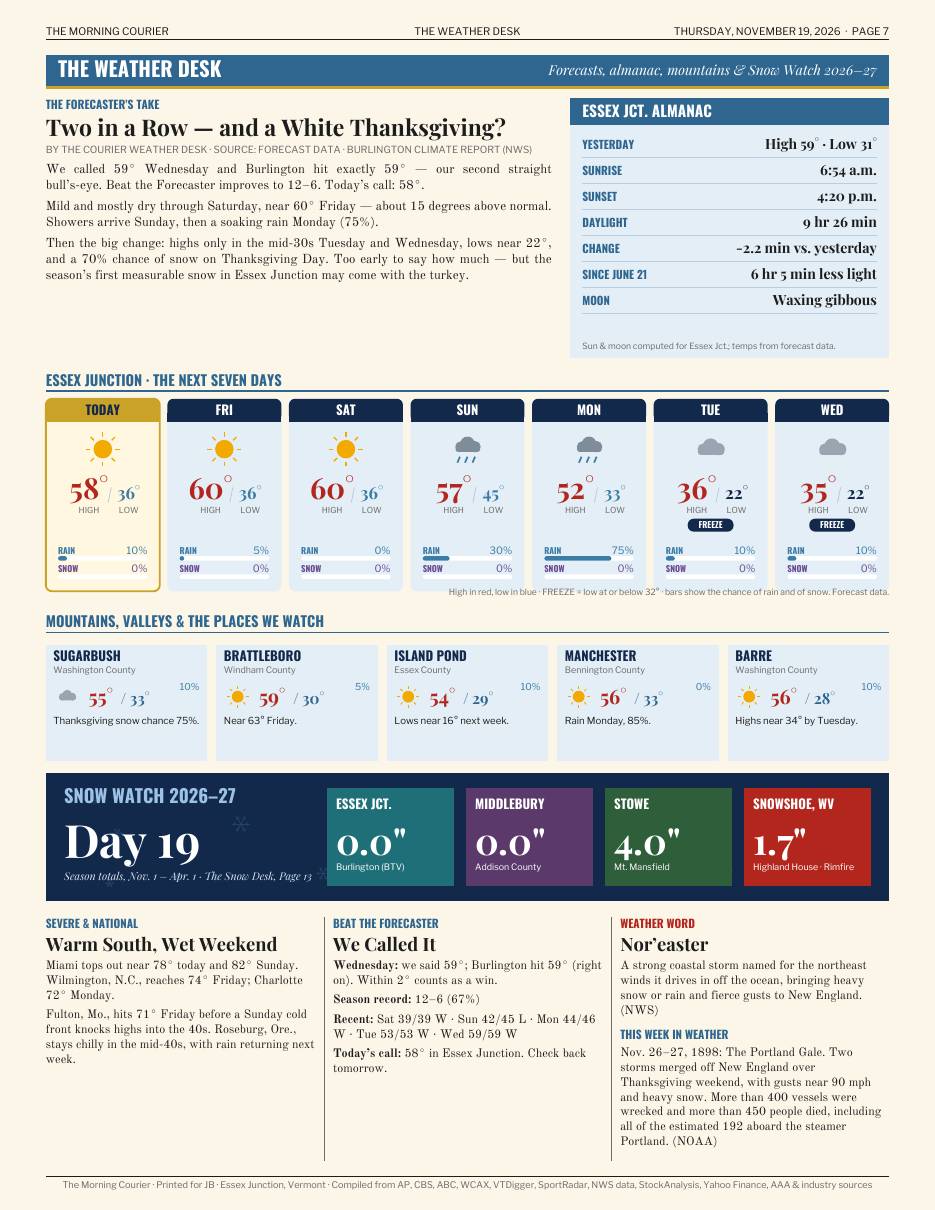 THE MORNING COURIER
THE WEATHER DESK
THURSDAY, NOVEMBER 19, 2026 · PAGE 7
THE WEATHER DESK
Forecasts, almanac, mountains & Snow Watch 2026–27
THE FORECASTER'S TAKE
Two in a Row — and a White Thanksgiving?
BY THE COURIER WEATHER DESK · SOURCE: FORECAST DATA · BURLINGTON CLIMATE REPORT (NWS)
We called 59° Wednesday and Burlington hit exactly 59° — our second straight
bull's-eye. Beat the Forecaster improves to 12–6. Today's call: 58°.
Mild and mostly dry through Saturday, near 60° Friday — about 15 degrees above normal.
Showers arrive Sunday, then a soaking rain Monday (75%).
Then the big change: highs only in the mid-30s Tuesday and Wednesday, lows near 22°,
and a 70% chance of snow on Thanksgiving Day. Too early to say how much — but the
season's first measurable snow in Essex Junction may come with the turkey.
ESSEX JCT. ALMANAC
YESTERDAY High 59° · Low 31°
SUNRISE 6:54 a.m.
SUNSET 4:20 p.m.
DAYLIGHT 9 hr 26 min
CHANGE -2.2 min vs. yesterday
SINCE JUNE 21 6 hr 5 min less light
MOON Waxing gibbous
Sun & moon computed for Essex Jct.; temps from forecast data.
ESSEX JUNCTION · THE NEXT SEVEN DAYS
TODAY
58° / 36°
HIGH LOW
RAIN 10%
SNOW 0%
FRI
60° / 36°
HIGH LOW
RAIN 5%
SNOW 0%
SAT
60° / 36°
HIGH LOW
RAIN 0%
SNOW 0%
SUN
57° / 45°
HIGH LOW
RAIN 30%
SNOW 0%
MON
52° / 33°
HIGH LOW
RAIN 75%
SNOW 0%
TUE
36° / 22°
HIGH LOW
FREEZE
RAIN 10%
SNOW 0%
WED
35° / 22°
HIGH LOW
FREEZE
RAIN 10%
SNOW 0%
High in red, low in blue · FREEZE = low at or below 32° · bars show the chance of rain and of snow. Forecast data.
MOUNTAINS, VALLEYS & THE PLACES WE WATCH
SUGARBUSH
Washington County
10%
55° / 33°
Thanksgiving snow chance 75%.
BRATTLEBORO
Windham County
5%
59° / 30°
Near 63° Friday.
ISLAND POND
Essex County
10%
54° / 29°
Lows near 16° next week.
MANCHESTER
Bennington County
0%
56° / 33°
Rain Monday, 85%.
BARRE
Washington County
10%
56° / 28°
Highs near 34° by Tuesday.
SNOW WATCH 2026–27
Day 19
Season totals, Nov. 1 – Apr. 1 · The Snow Desk, Page 13
ESSEX JCT.
0.0"
Burlington (BTV)
MIDDLEBURY
0.0"
Addison County
STOWE
4.0"
Mt. Mansfield
SNOWSHOE, WV
1.7"
Highland House · Rimfire
SEVERE & NATIONAL
Warm South, Wet Weekend
Miami tops out near 78° today and 82° Sunday.
Wilmington, N.C., reaches 74° Friday; Charlotte
72° Monday.
Fulton, Mo., hits 71° Friday before a Sunday cold
front knocks highs into the 40s. Roseburg, Ore.,
stays chilly in the mid-40s, with rain returning next
week.
BEAT THE FORECASTER
We Called It
Wednesday: we said 59°; Burlington hit 59° (right
on). Within 2° counts as a win.
Season record: 12–6 (67%)
Recent: Sat 39/39 W · Sun 42/45 L · Mon 44/46
W · Tue 53/53 W · Wed 59/59 W
Today's call: 58° in Essex Junction. Check back
tomorrow.
WEATHER WORD
Nor'easter
A strong coastal storm named for the northeast
winds it drives in off the ocean, bringing heavy
snow or rain and fierce gusts to New England.
(NWS)
THIS WEEK IN WEATHER
Nov. 26–27, 1898: The Portland Gale. Two
storms merged off New England over
Thanksgiving weekend, with gusts near 90 mph
and heavy snow. More than 400 vessels were
wrecked and more than 450 people died, including
all of the estimated 192 aboard the steamer
Portland. (NOAA)
The Morning Courier · Printed for JB · Essex Junction, Vermont · Compiled from AP, CBS, ABC, WCAX, VTDigger, SportRadar, NWS data, StockAnalysis, Yahoo Finance, AAA & industry sources